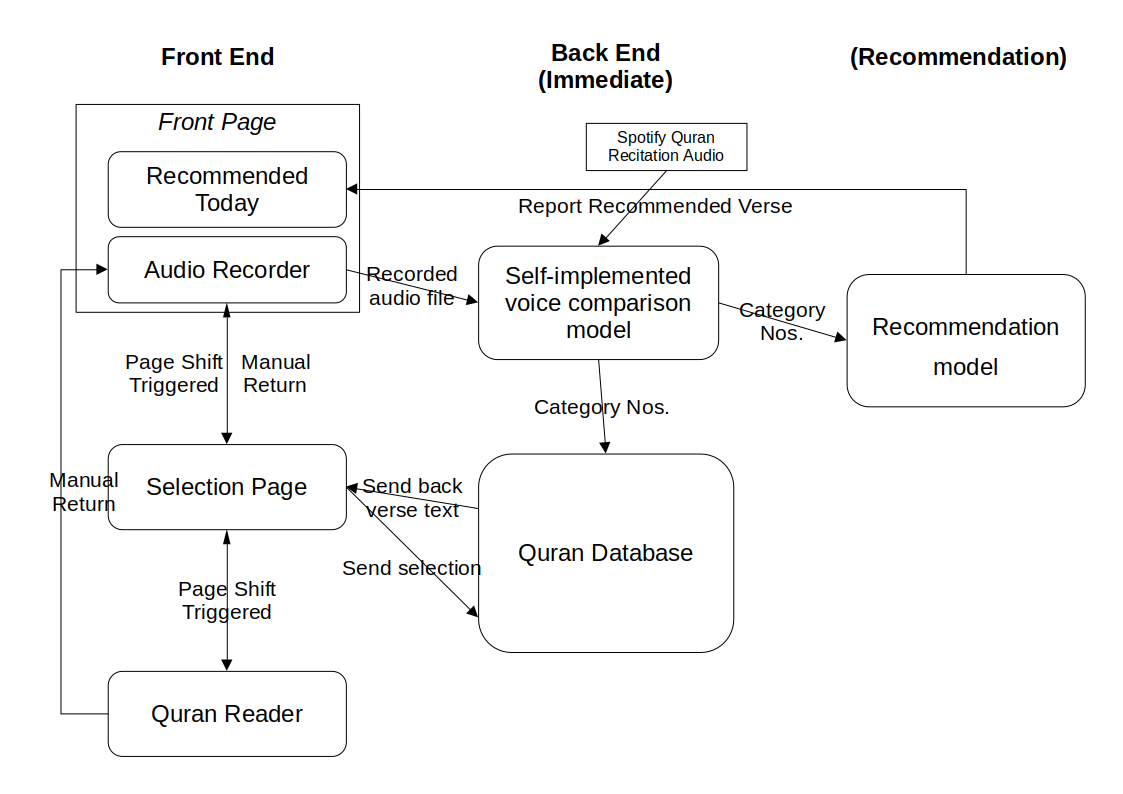 Front End
Back End
(Immediate)
(Recommendation)
Front Page
Spotify Quran
Recitation Audio
Recommended
Today
Report Recommended Verse
Audio Recorder
Recorded
audio file
Self-implemented
voice comparison
model
Category
Nos.
Recommendation
model
Page Shift
Triggered
Manual
Return
Category Nos.
Manual
Return
Selection Page
Send back
verse text
Quran Database
Send selection
Page Shift
Triggered
Quran Reader